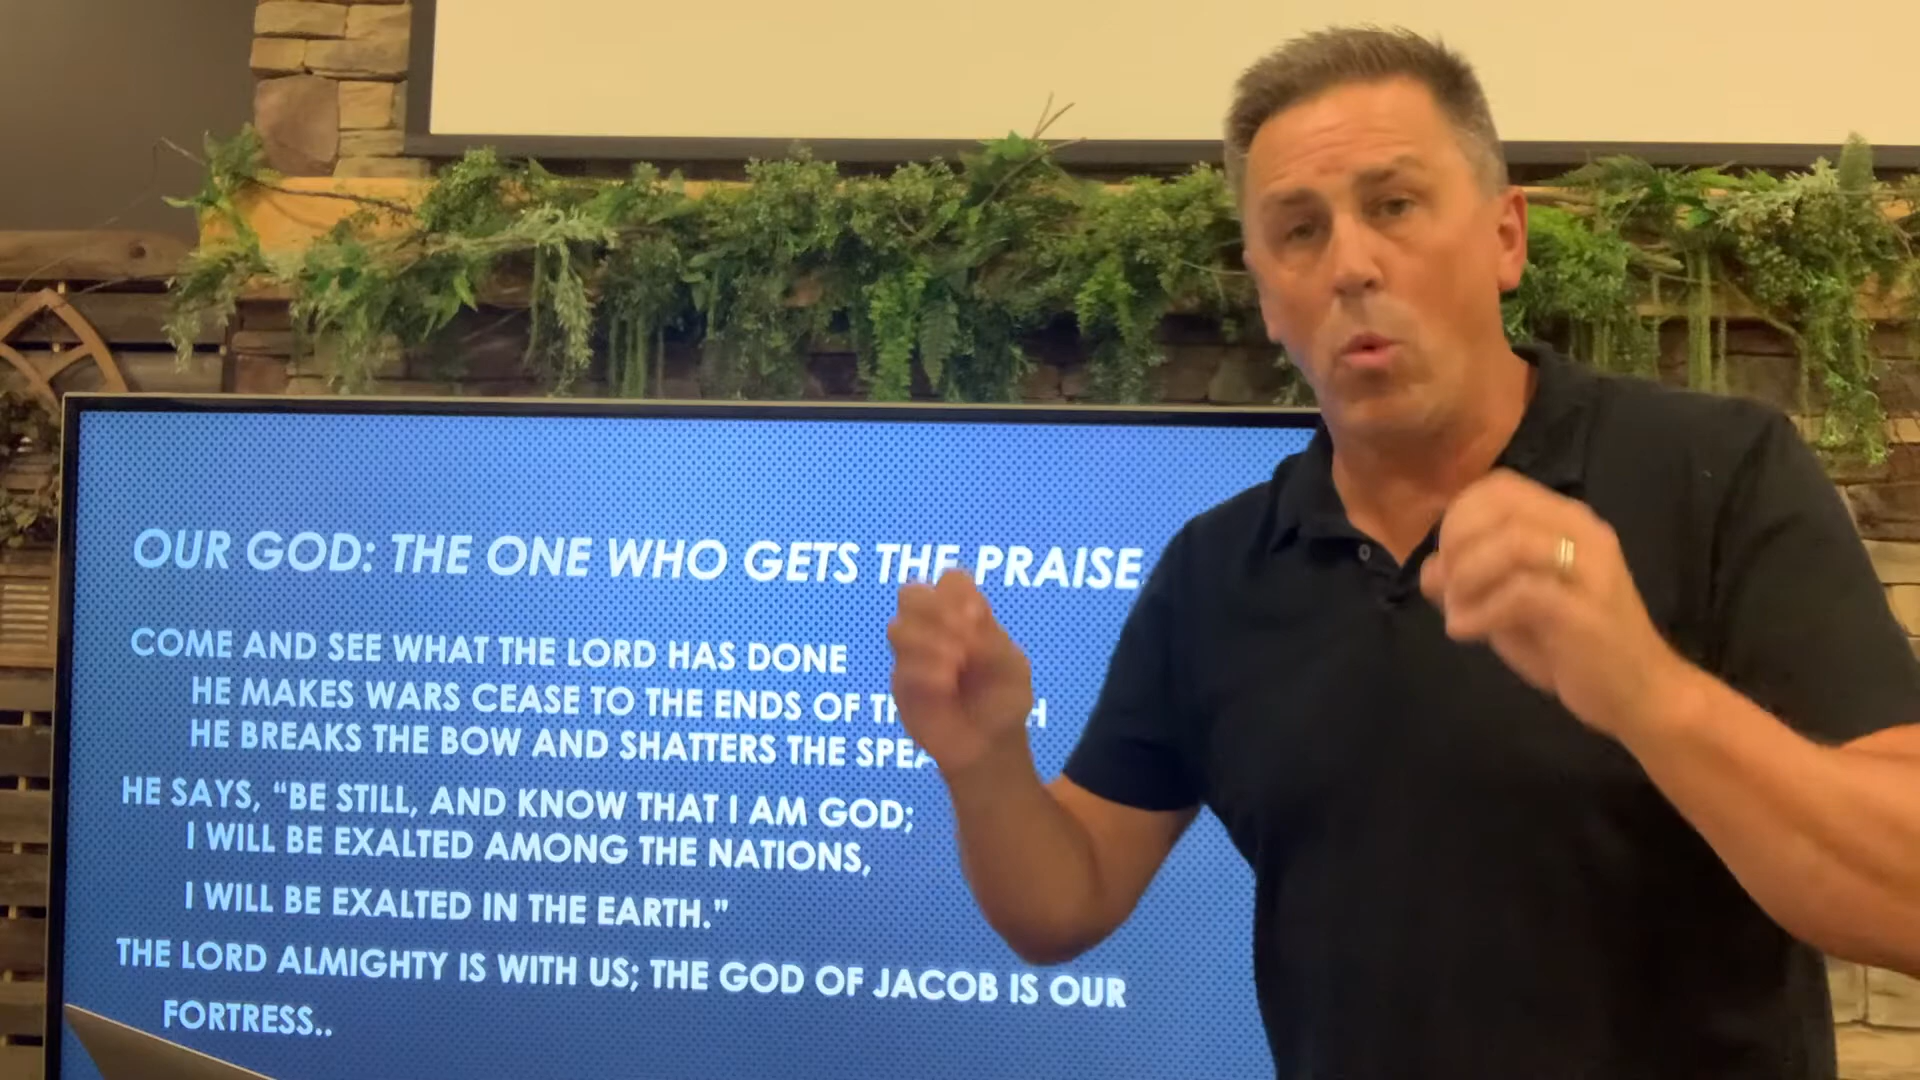 OUR GOD: THE ONE WHO GETS THE PRAISE
COME AND SEE WHAT THE LORD HAS DONE
HE MAKES WARS CEASE TO THE ENDS OF
HE BREAKS THE BOW AND SHATTERS THE
HE SAYS, “BE STILL, AND KNOW THAT I AM GOD;
I WILL BE EXALTED AMONG THE NATIONS,
I WILL BE EXALTED IN THE EARTH.”
THE LORD ALMIGHTY IS WITH US; THE GOD OF JACOB IS OUR
FORTRESS..